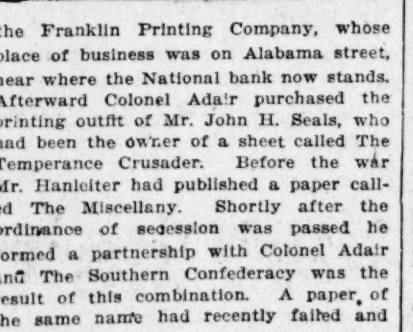 the Franklin Printing Company, whose
place of business was on Alabama street,
near where the National bank now stands.
Afterward Colonel Adair purchased the
printing outfit of Mr. John H. Seals, who
had been the owner of a sheet called The
Temperance Crusader. Before the war
Mr. Hanleiter had published a paper call-
ed The Miscellany. Shortly after the
ordinance of secession was passed he
formed a partnership with Colonel Adair
and The Southern Confederacy was the
result of this combination. A paper of
the same name had recently failed and